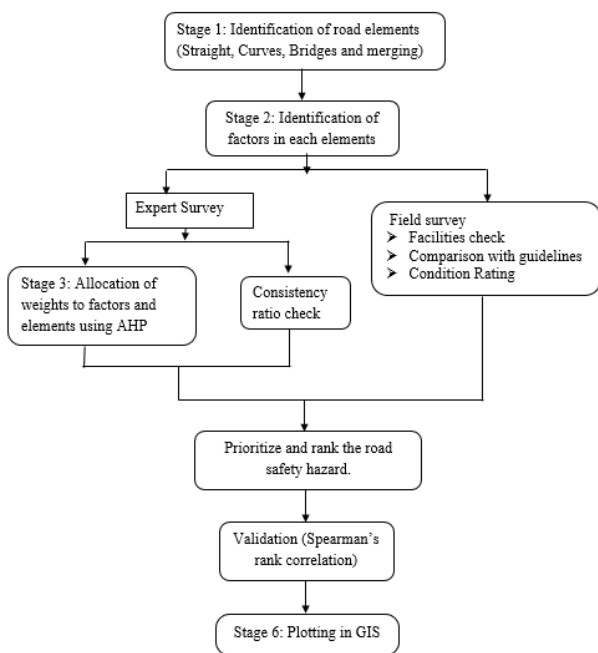 Stage 1: Identification of road elements
(Straight, Curves, Bridges and merging)
Stage 2: Identification of
factors in each elements
Expert Survey
Field survey
➢ Facilities check
➢ Comparison with guidelines
➢ Condition Rating
Stage 3: Allocation of
weights to factors and
elements using AHP
Consistency
ratio check
Prioritize and rank the road
safety hazard.
Validation (Spearman’s
rank correlation)
Stage 6: Plotting in GIS